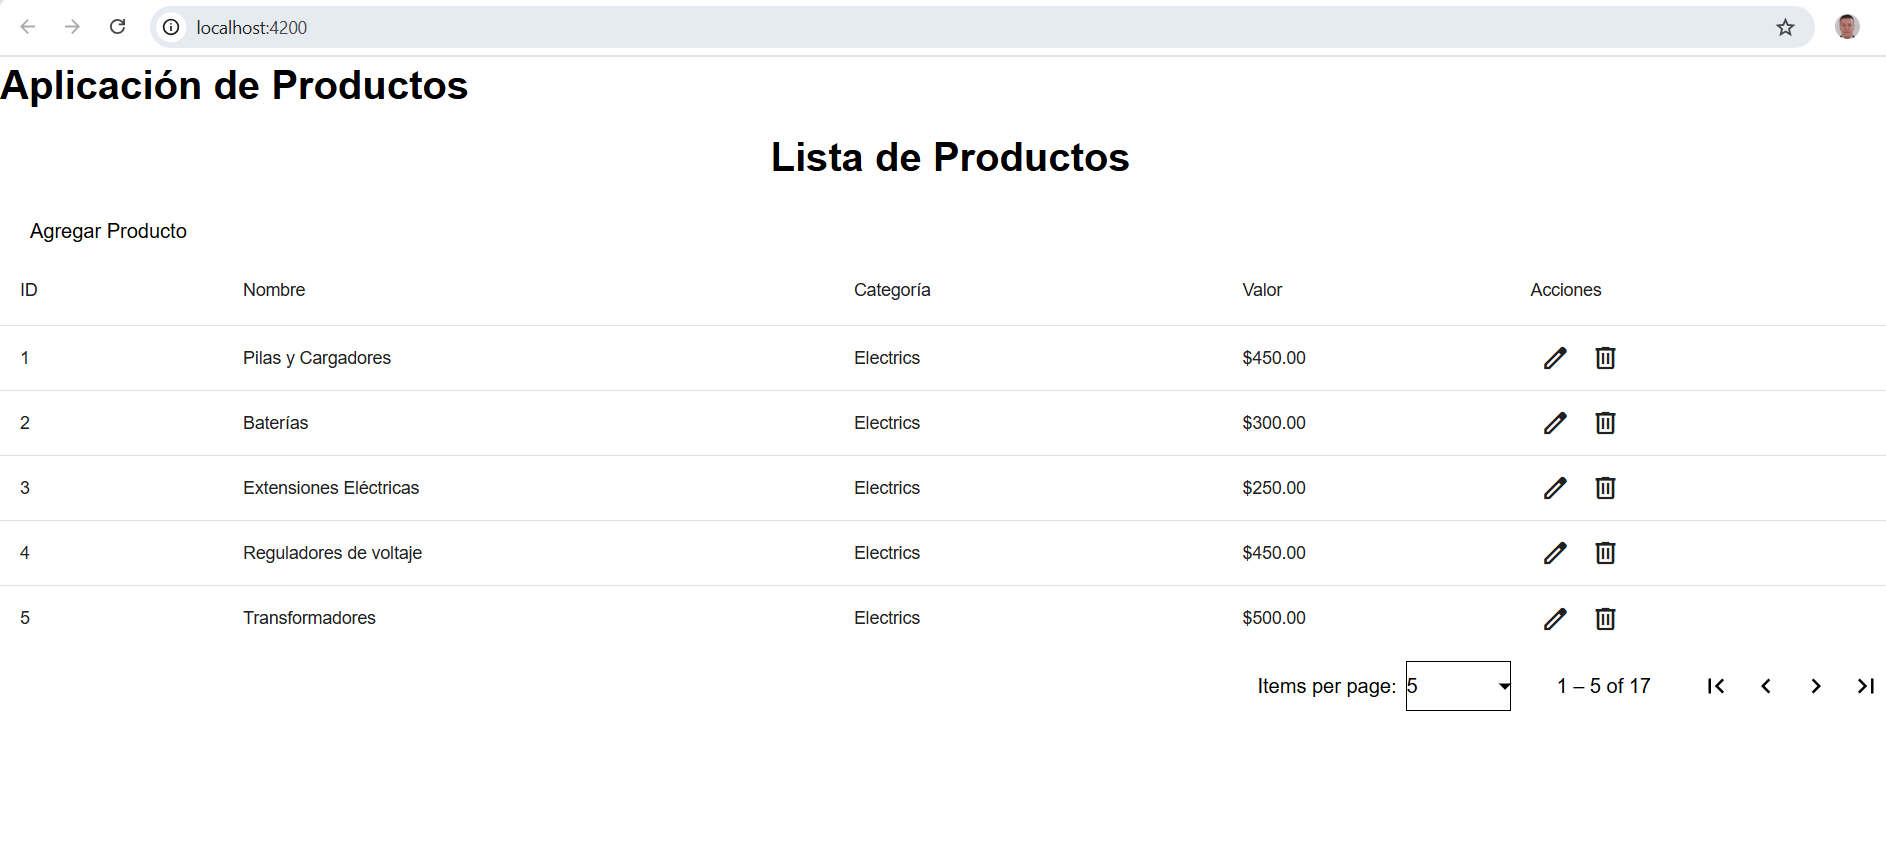 localhost:4200
Aplicación de Productos
Lista de Productos
Agregar Producto
ID Nombre Categoría Valor Acciones
1 Pilas y Cargadores Electrics $450.00
2 Baterías Electrics $300.00
3 Extensiones Eléctricas Electrics $250.00
4 Reguladores de voltaje Electrics $450.00
5 Transformadores Electrics $500.00
Items per page: 5 1 – 5 of 17